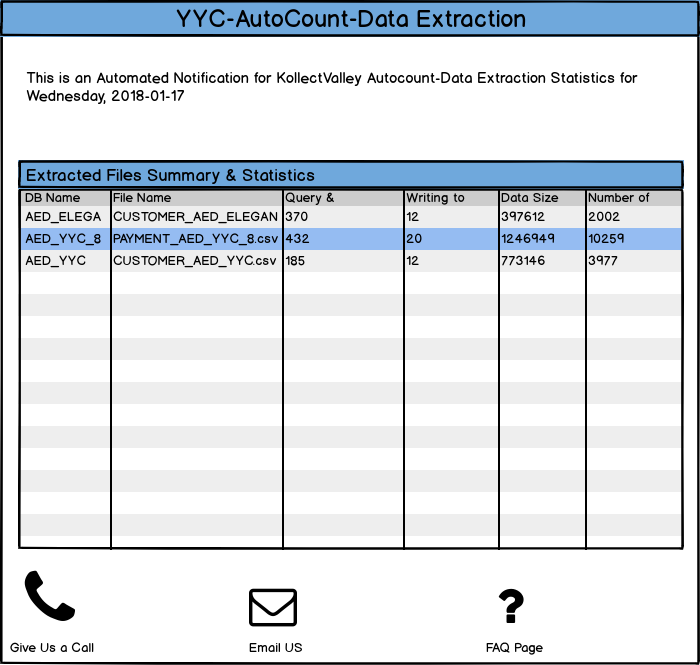 YYC-AutoCount-Data Extraction
This is an Automated Notification for KollectValley Autocount-Data Extraction Statistics for
Wednesday, 2018-01-17
Extracted Files Summary & Statistics
DB Name File Name Query & Writing to Data Size Number of
AED_ELEGA CUSTOMER_AED_ELEGAN 370 12 397612 2002
AED_YYC_8 PAYMENT_AED_YYC_8.csv 432 20 1246949 10259
AED_YYC CUSTOMER_AED_YYC.csv 185 12 773146 3977
Give Us a Call Email US FAQ Page